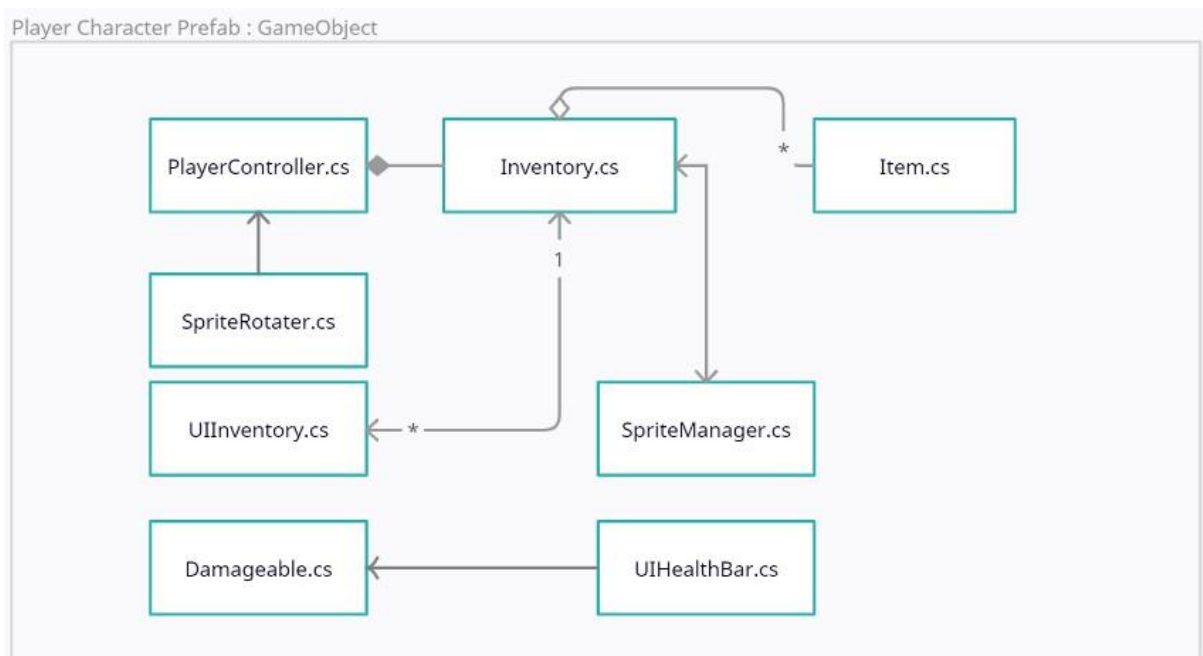 Player Character Prefab : GameObject
PlayerController.cs
Inventory.cs
*
Item.cs
1
SpriteRotater.cs
UIInventory.cs
*
SpriteManager.cs
Damageable.cs
UIHealthBar.cs